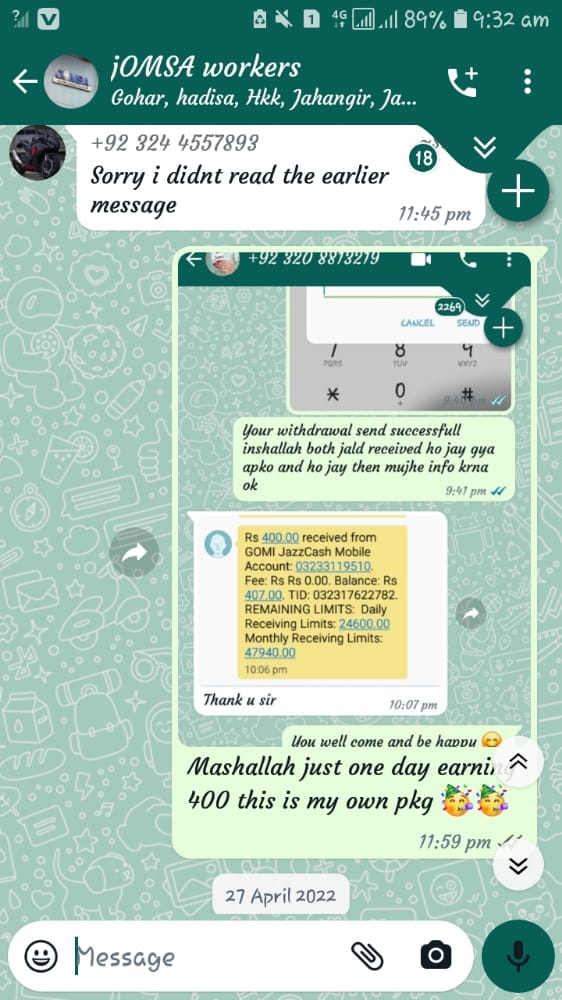 4G 89% 9:32 am
jOMSA workers
Gohar, hadisa, Hkk, Jahangir, Ja...
+92 324 4557893
18
Sorry i didnt read the earlier
message
11:45 pm
+92 320 8813219
2269
CANCEL SEND
7 8 9
PQRS TUV WXYZ
* 0 #
+
9:40 pm
Your withdrawal send successfull
inshallah both jald received ho jay gya
apko and ho jay then mujhe info krna
ok
9:41 pm
Rs 400.00 received from
GOMI JazzCash Mobile
Account: 03233119510.
Fee: Rs Rs 0.00. Balance: Rs
407.00. TID: 032317622782.
REMAINING LIMITS: Daily
Receiving Limits: 24600.00
Monthly Receiving Limits:
47940.00
10:06 pm
Thank u sir
10:07 pm
You well come and be happy
Mashallah just one day earning
400 this is my own pkg
11:59 pm
27 April 2022
Message